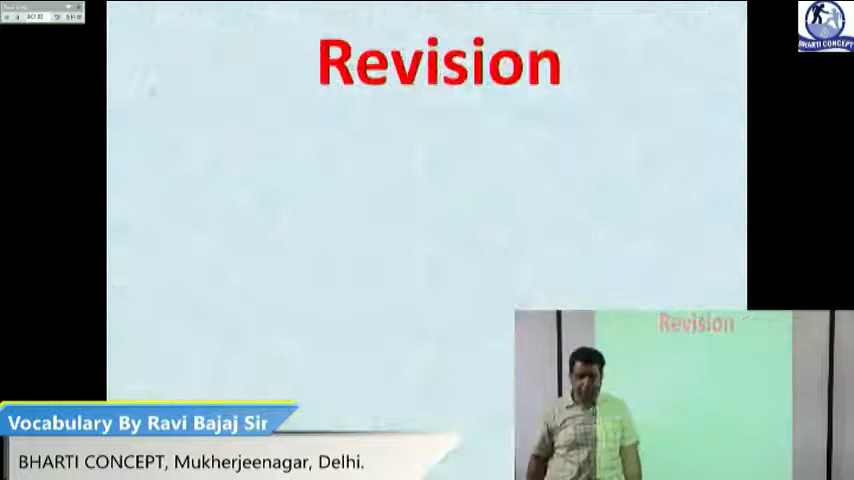 Revision
BHARTI CONCEPT
Revision
Vocabulary By Ravi Bajaj Sir
BHARTI CONCEPT, Mukherjeenagar, Delhi.